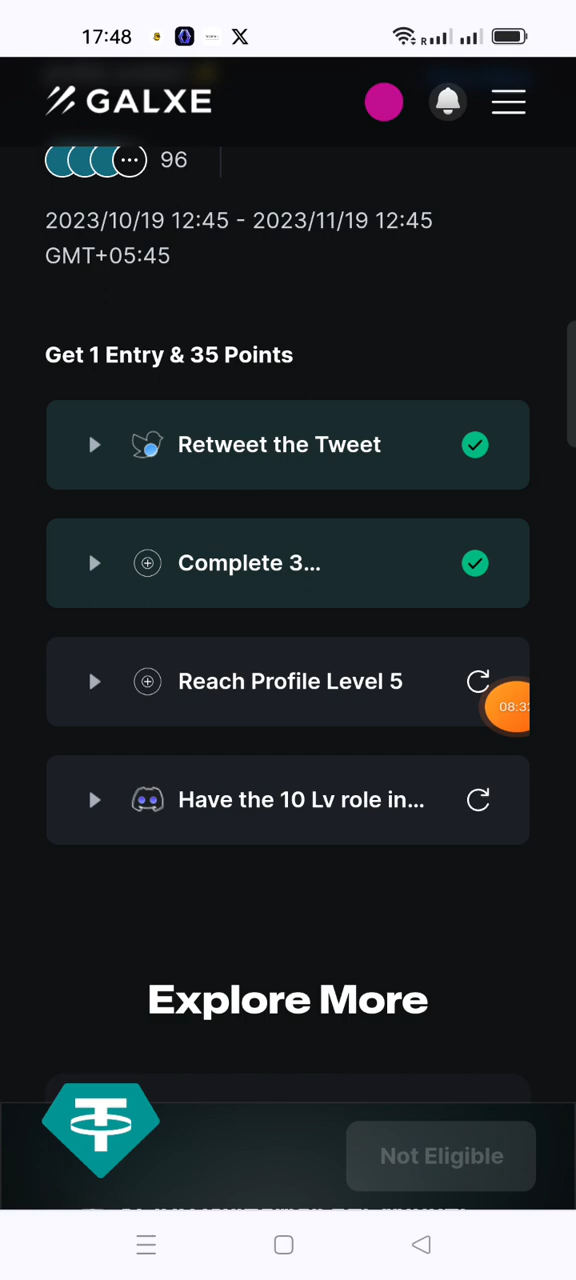 17:48
R
GALXE
96
2023/10/19 12:45 - 2023/11/19 12:45
GMT+05:45
Get 1 Entry & 35 Points
Retweet the Tweet
Complete 3...
Reach Profile Level 5
08:3
Have the 10 Lv role in...
Explore More
Not Eligible